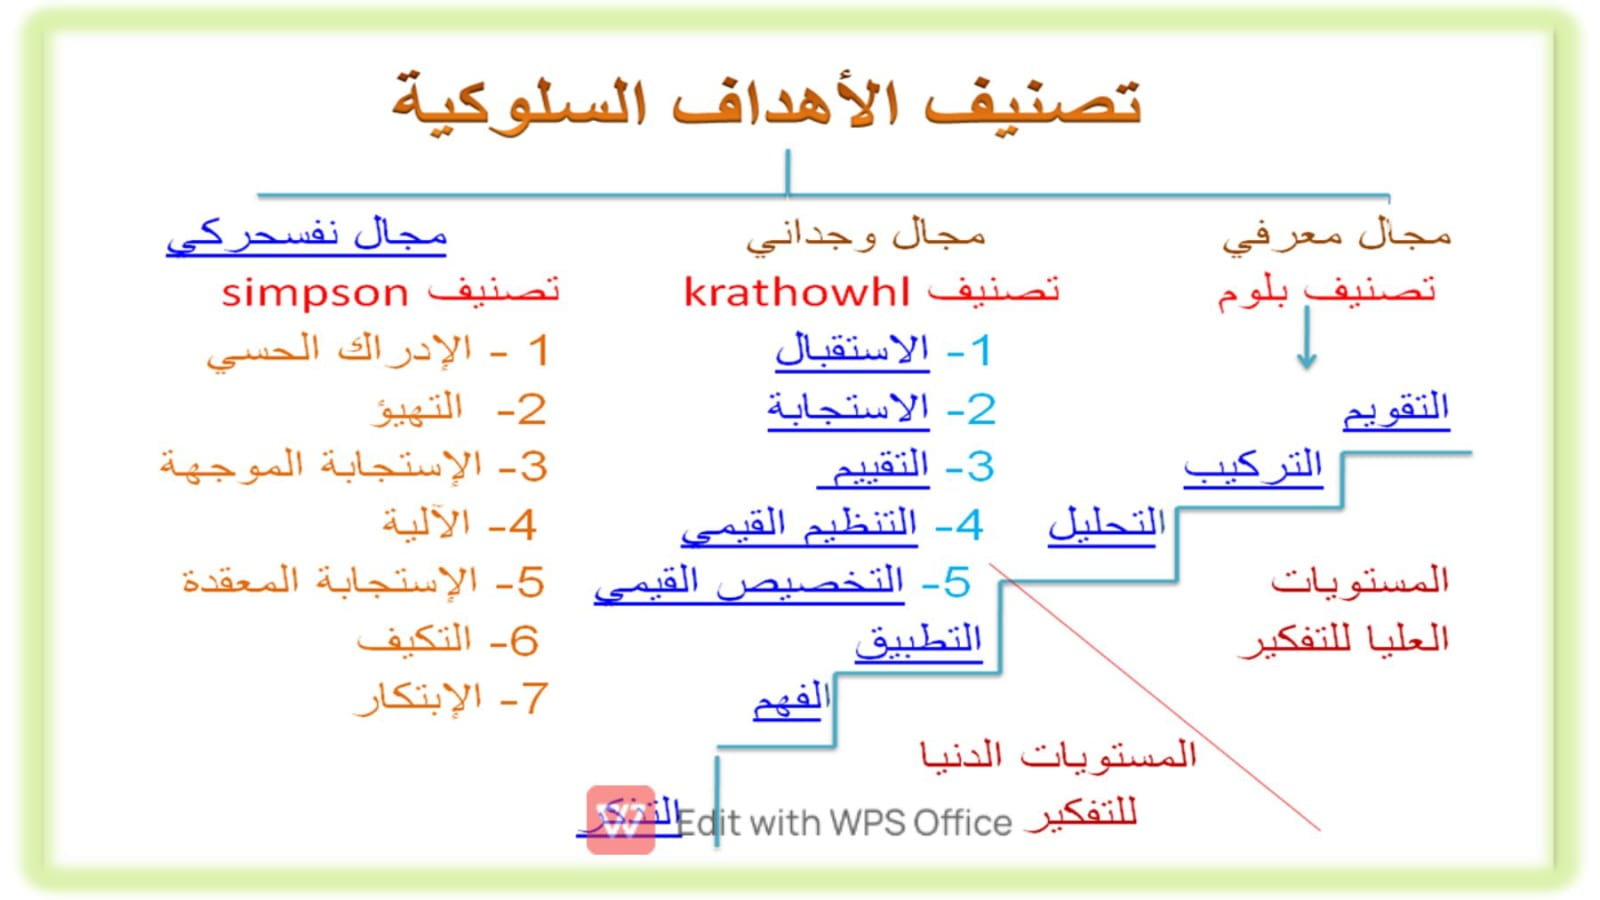 تصنيف الأهداف السلوكية
مجال معرفي
تصنيف بلوم
التقويم
التركيب
التحليل
التطبيق
الفهم
التذكر
المستويات
العليا للتفكير
المستويات الدنيا
للتفكير
مجال وجداني
تصنيف krathowhl
1- الاستقبال
2- الاستجابة
3- التقييم
4- التنظيم القيمي
5- التخصيص القيمي
مجال نفسحركي
تصنيف simpson
1 - الإدراك الحسي
2- التهيؤ
3- الإستجابة الموجهة
4- الآلية
5- الإستجابة المعقدة
6- التكيف
7- الإبتكار
Edit with WPS Office